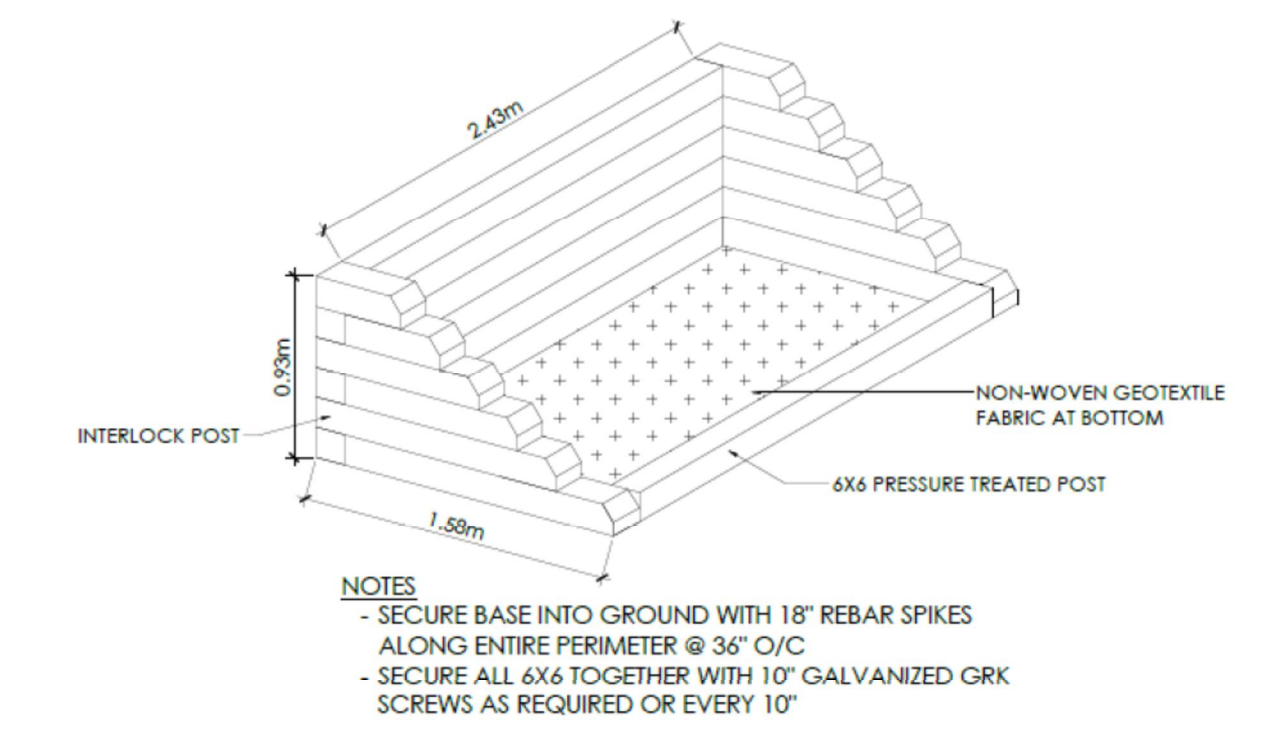 2.43m
0.93m
INTERLOCK POST
NON-WOVEN GEOTEXTILE
FABRIC AT BOTTOM
6X6 PRESSURE TREATED POST
1.58m
NOTES
- SECURE BASE INTO GROUND WITH 18" REBAR SPIKES
ALONG ENTIRE PERIMETER @ 36" O/C
- SECURE ALL 6X6 TOGETHER WITH 10" GALVANIZED GRK
SCREWS AS REQUIRED OR EVERY 10"